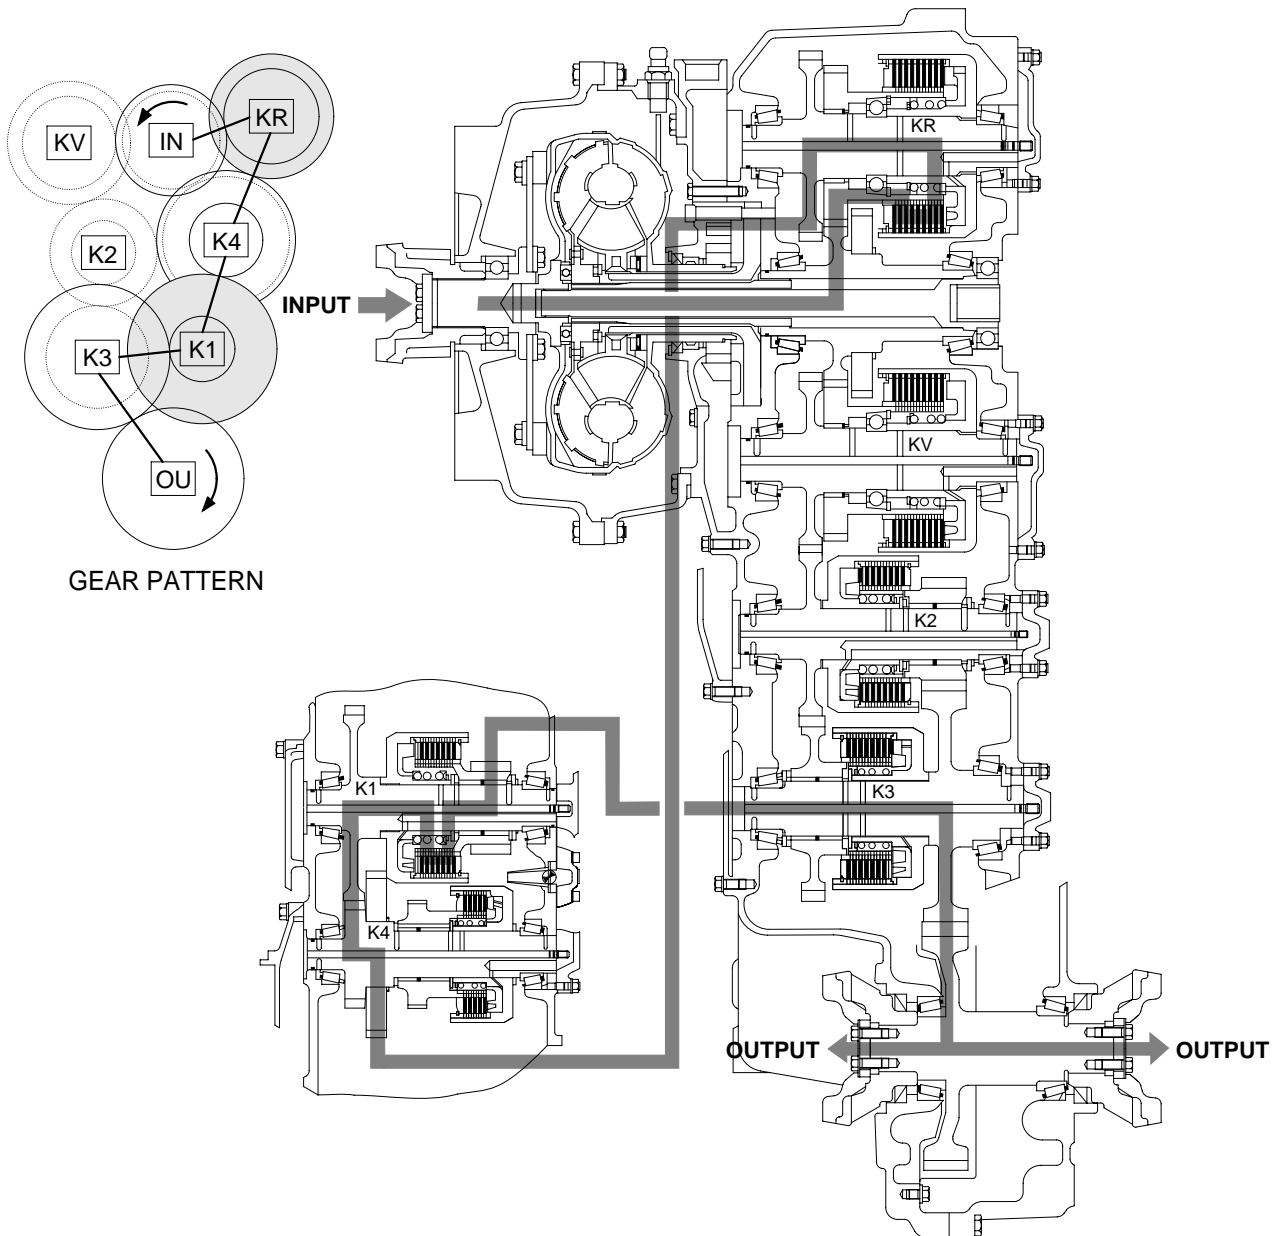 KV
IN
KR
K2
K4
K3
K1
OU
GEAR PATTERN
INPUT
KR
KV
K2
K3
K1
K4
OUTPUT
OUTPUT